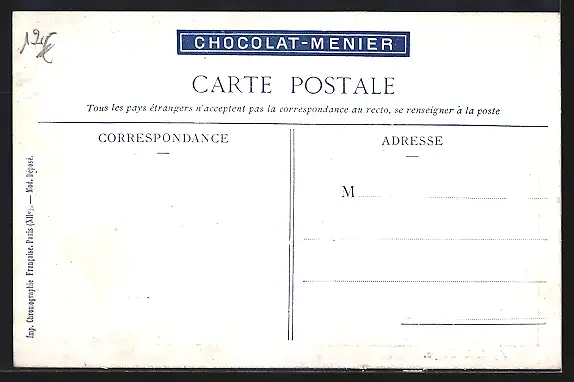 CHOCOLAT-MENIER
CARTE POSTALE
Tous les pays étrangers n'acceptent pas la correspondance au recto, se renseigner à la poste
CORRESPONDANCE
ADRESSE
M
Imp. Chromographie Française. Paris (XIIe). — Mod. Déposé.